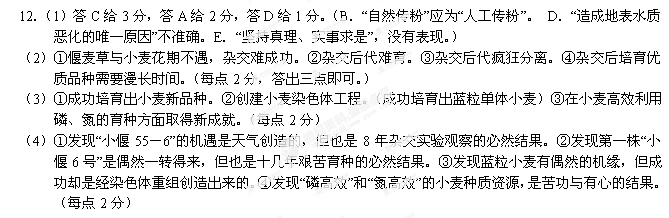 12.（1）答 C 给 3 分，答 A 给 2 分，答 D 给 1 分。（B．“自然传粉”应为“人工传粉”。 D．“造成地表水质
恶化的唯一原因”不准确。E．“坚持真理、实事求是”，没有表现。）
（2）①偃麦草与小麦花期不遇，杂交难成功。②杂交后代难育。③杂交后代疯狂分离。④杂交后培育优
质品种需要漫长时间。（每点 2 分，答出三点即可。）
（3）①成功培育出小麦新品种。②创建小麦染色体工程。（成功培育出蓝粒单体小麦）③在小麦高效利用
磷、氮的育种方面取得新成就。（每点 2 分）
（4）①发现“小偃 55－6”的机遇是天气创造的，但也是 8 年杂交实验观察的必然结果。②发现第一株“小
偃 6 号”是偶然一转得来，但也是十几年艰苦育种的必然结果。③发现蓝粒小麦有偶然的机缘，但成
功却是经染色体重组创造出来的。④发现“磷高效”和“氮高效”的小麦种质资源，是苦功与有心的结果。
（每点 2 分）